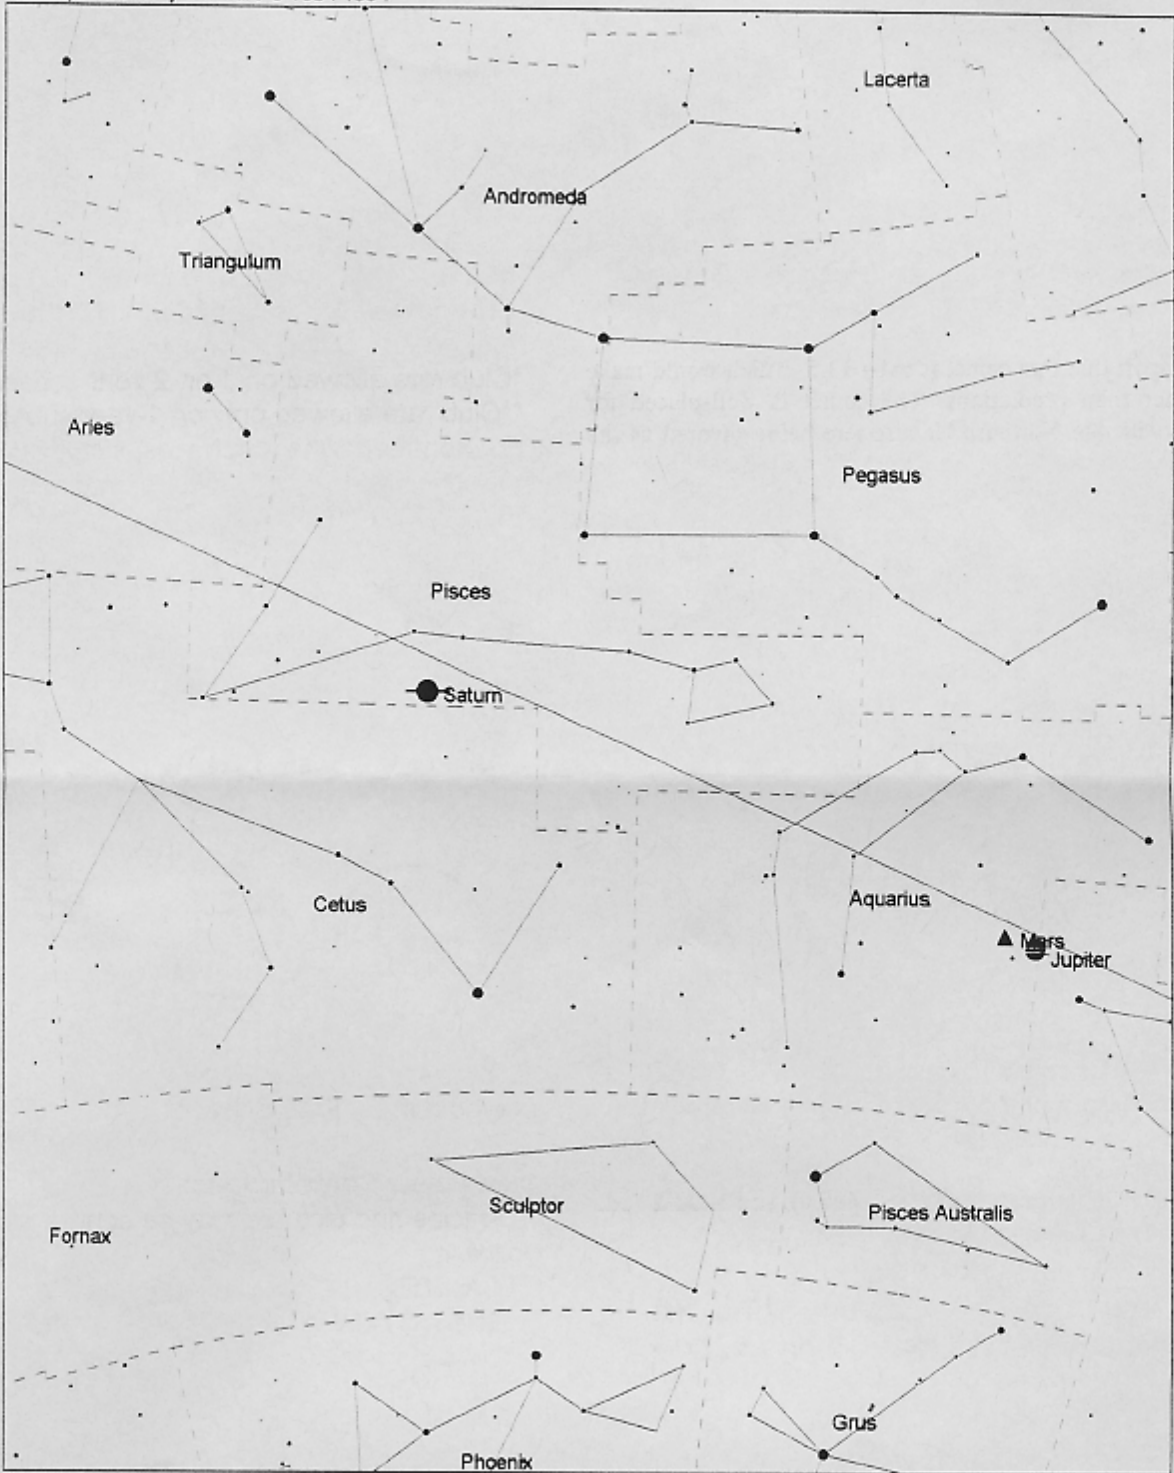 Lacerta
Andromeda
Triangulum
Aries
Pegasus
Pisces
Saturn
Cetus
Aquarius
Mars
Jupiter
Sculptor
Pisces Australis
Fornax
Grus
Phoenix